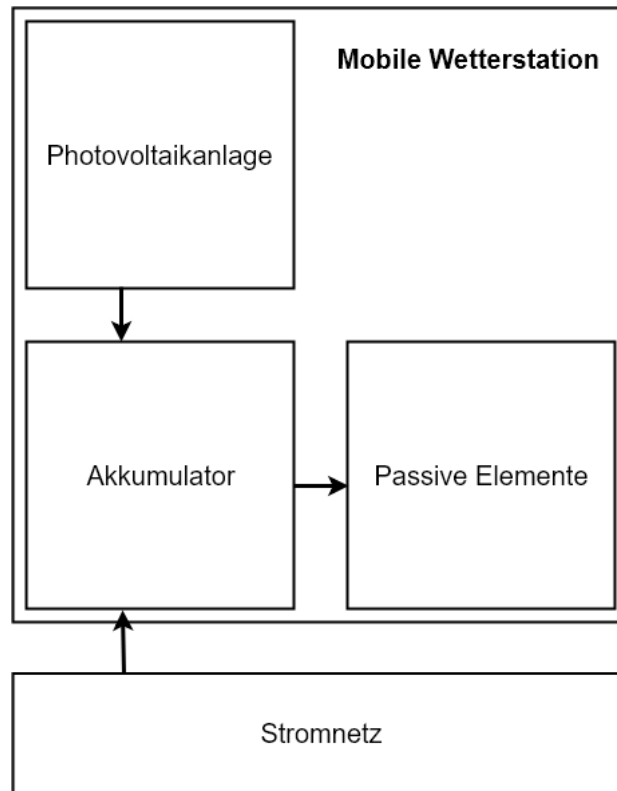 Mobile Wetterstation
Photovoltaikanlage
Akkumulator
Passive Elemente
Stromnetz